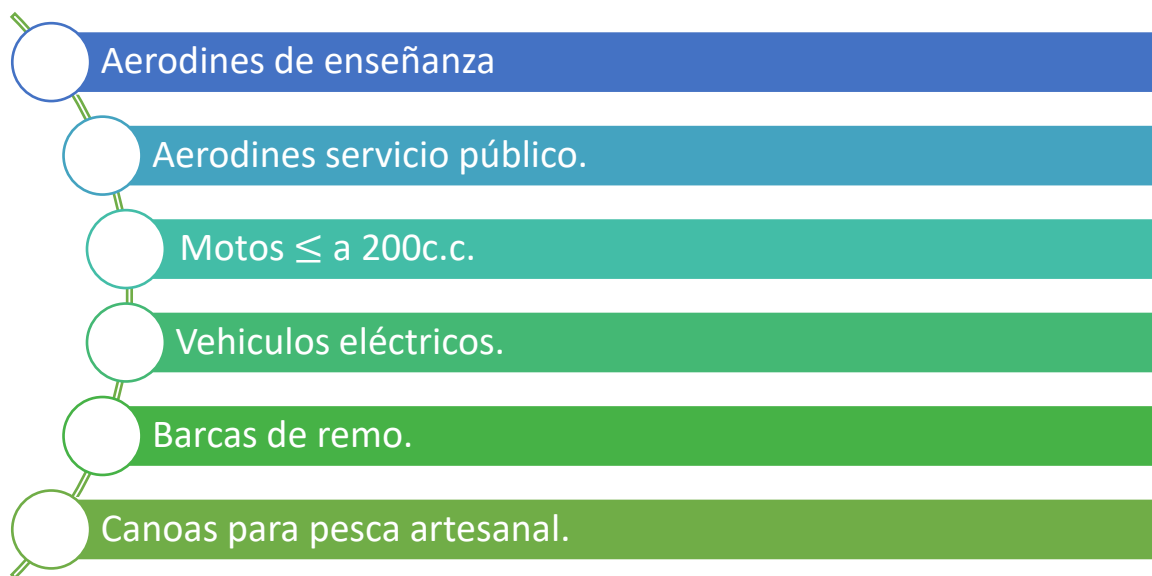 Aerodines de enseñanza
Aerodines servicio público.
Motos ≤ a 200c.c.
Vehiculos eléctricos.
Barcas de remo.
Canoas para pesca artesanal.